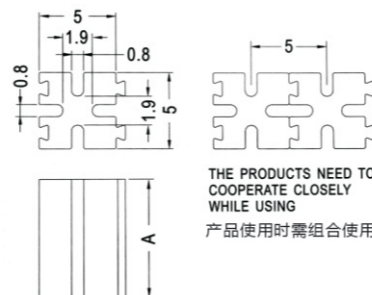 5
1.9
0.8
0.8
1.9
5
A
5
THE PRODUCTS NEED TO
COOPERATE CLOSELY
WHILE USING
产品使用时需组合使用